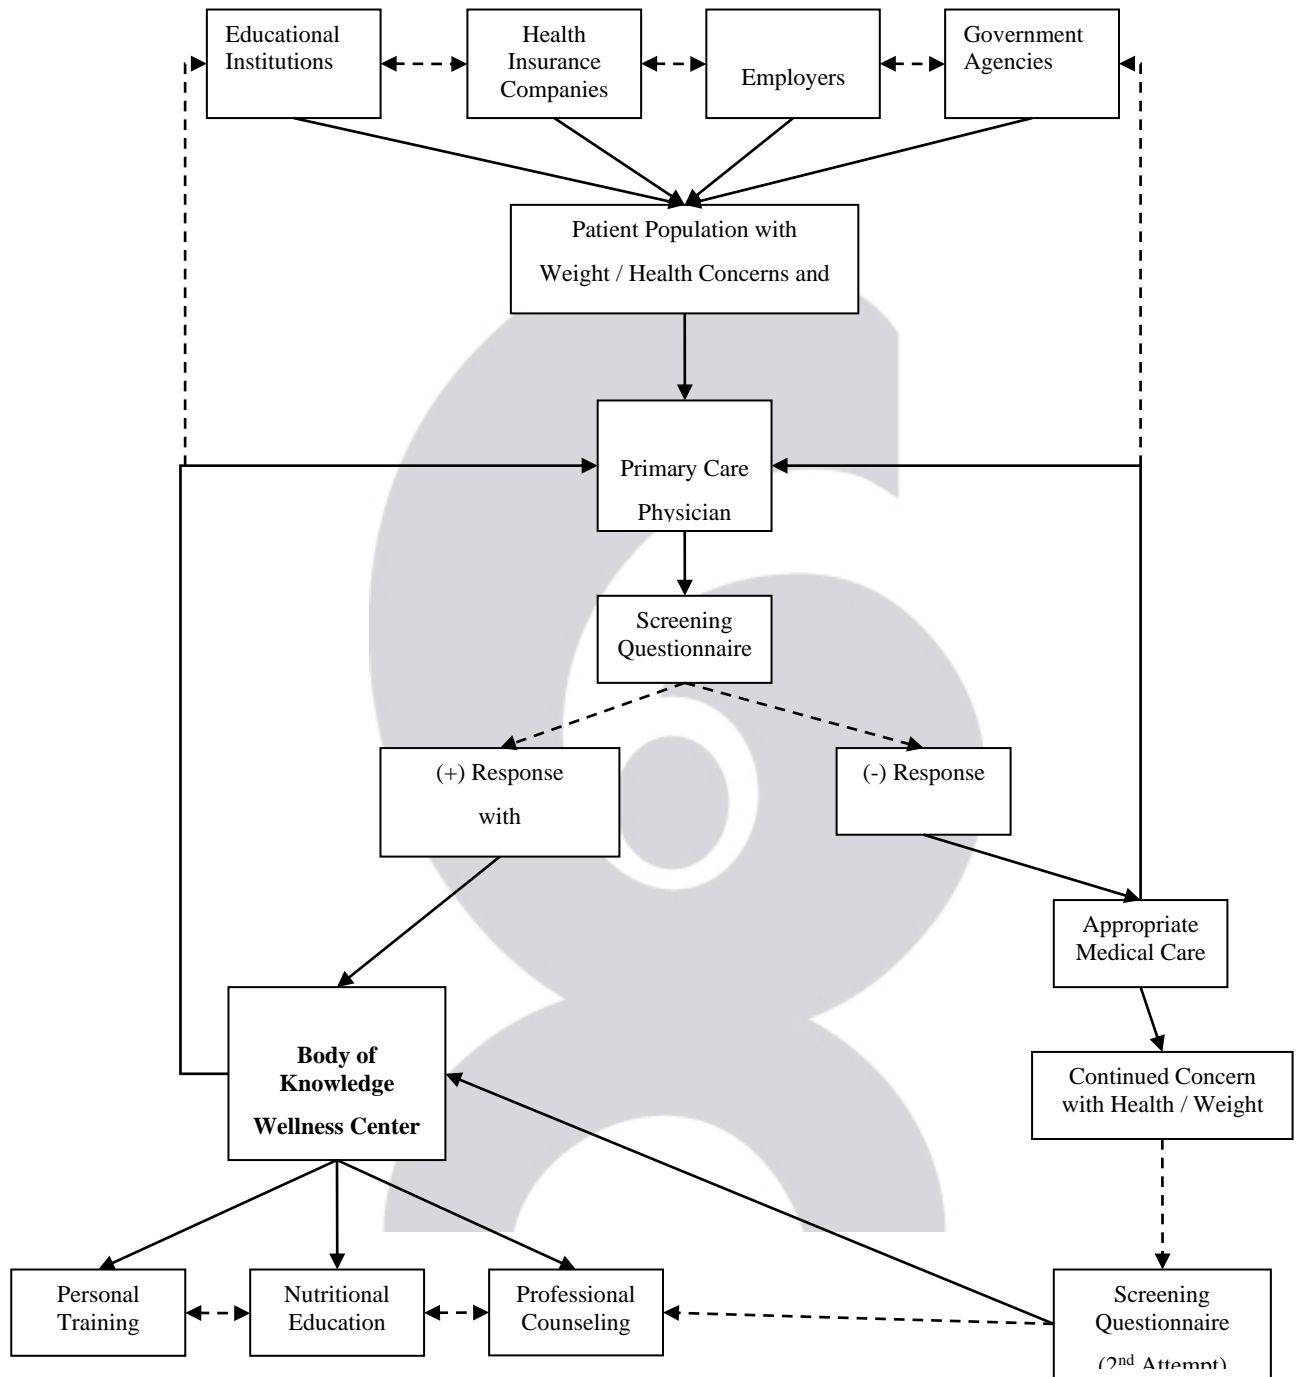 Educational
Institutions
Health
Insurance
Companies
Employers
Government
Agencies
Patient Population with
Weight / Health Concerns and
Primary Care
Physician
Screening
Questionnaire
(+) Response
with
(-) Response
Appropriate
Medical Care
Body of
Knowledge
Wellness Center
Continued Concern
with Health / Weight
Personal
Training
Nutritional
Education
Professional
Counseling
Screening
Questionnaire
(2nd Attempt)